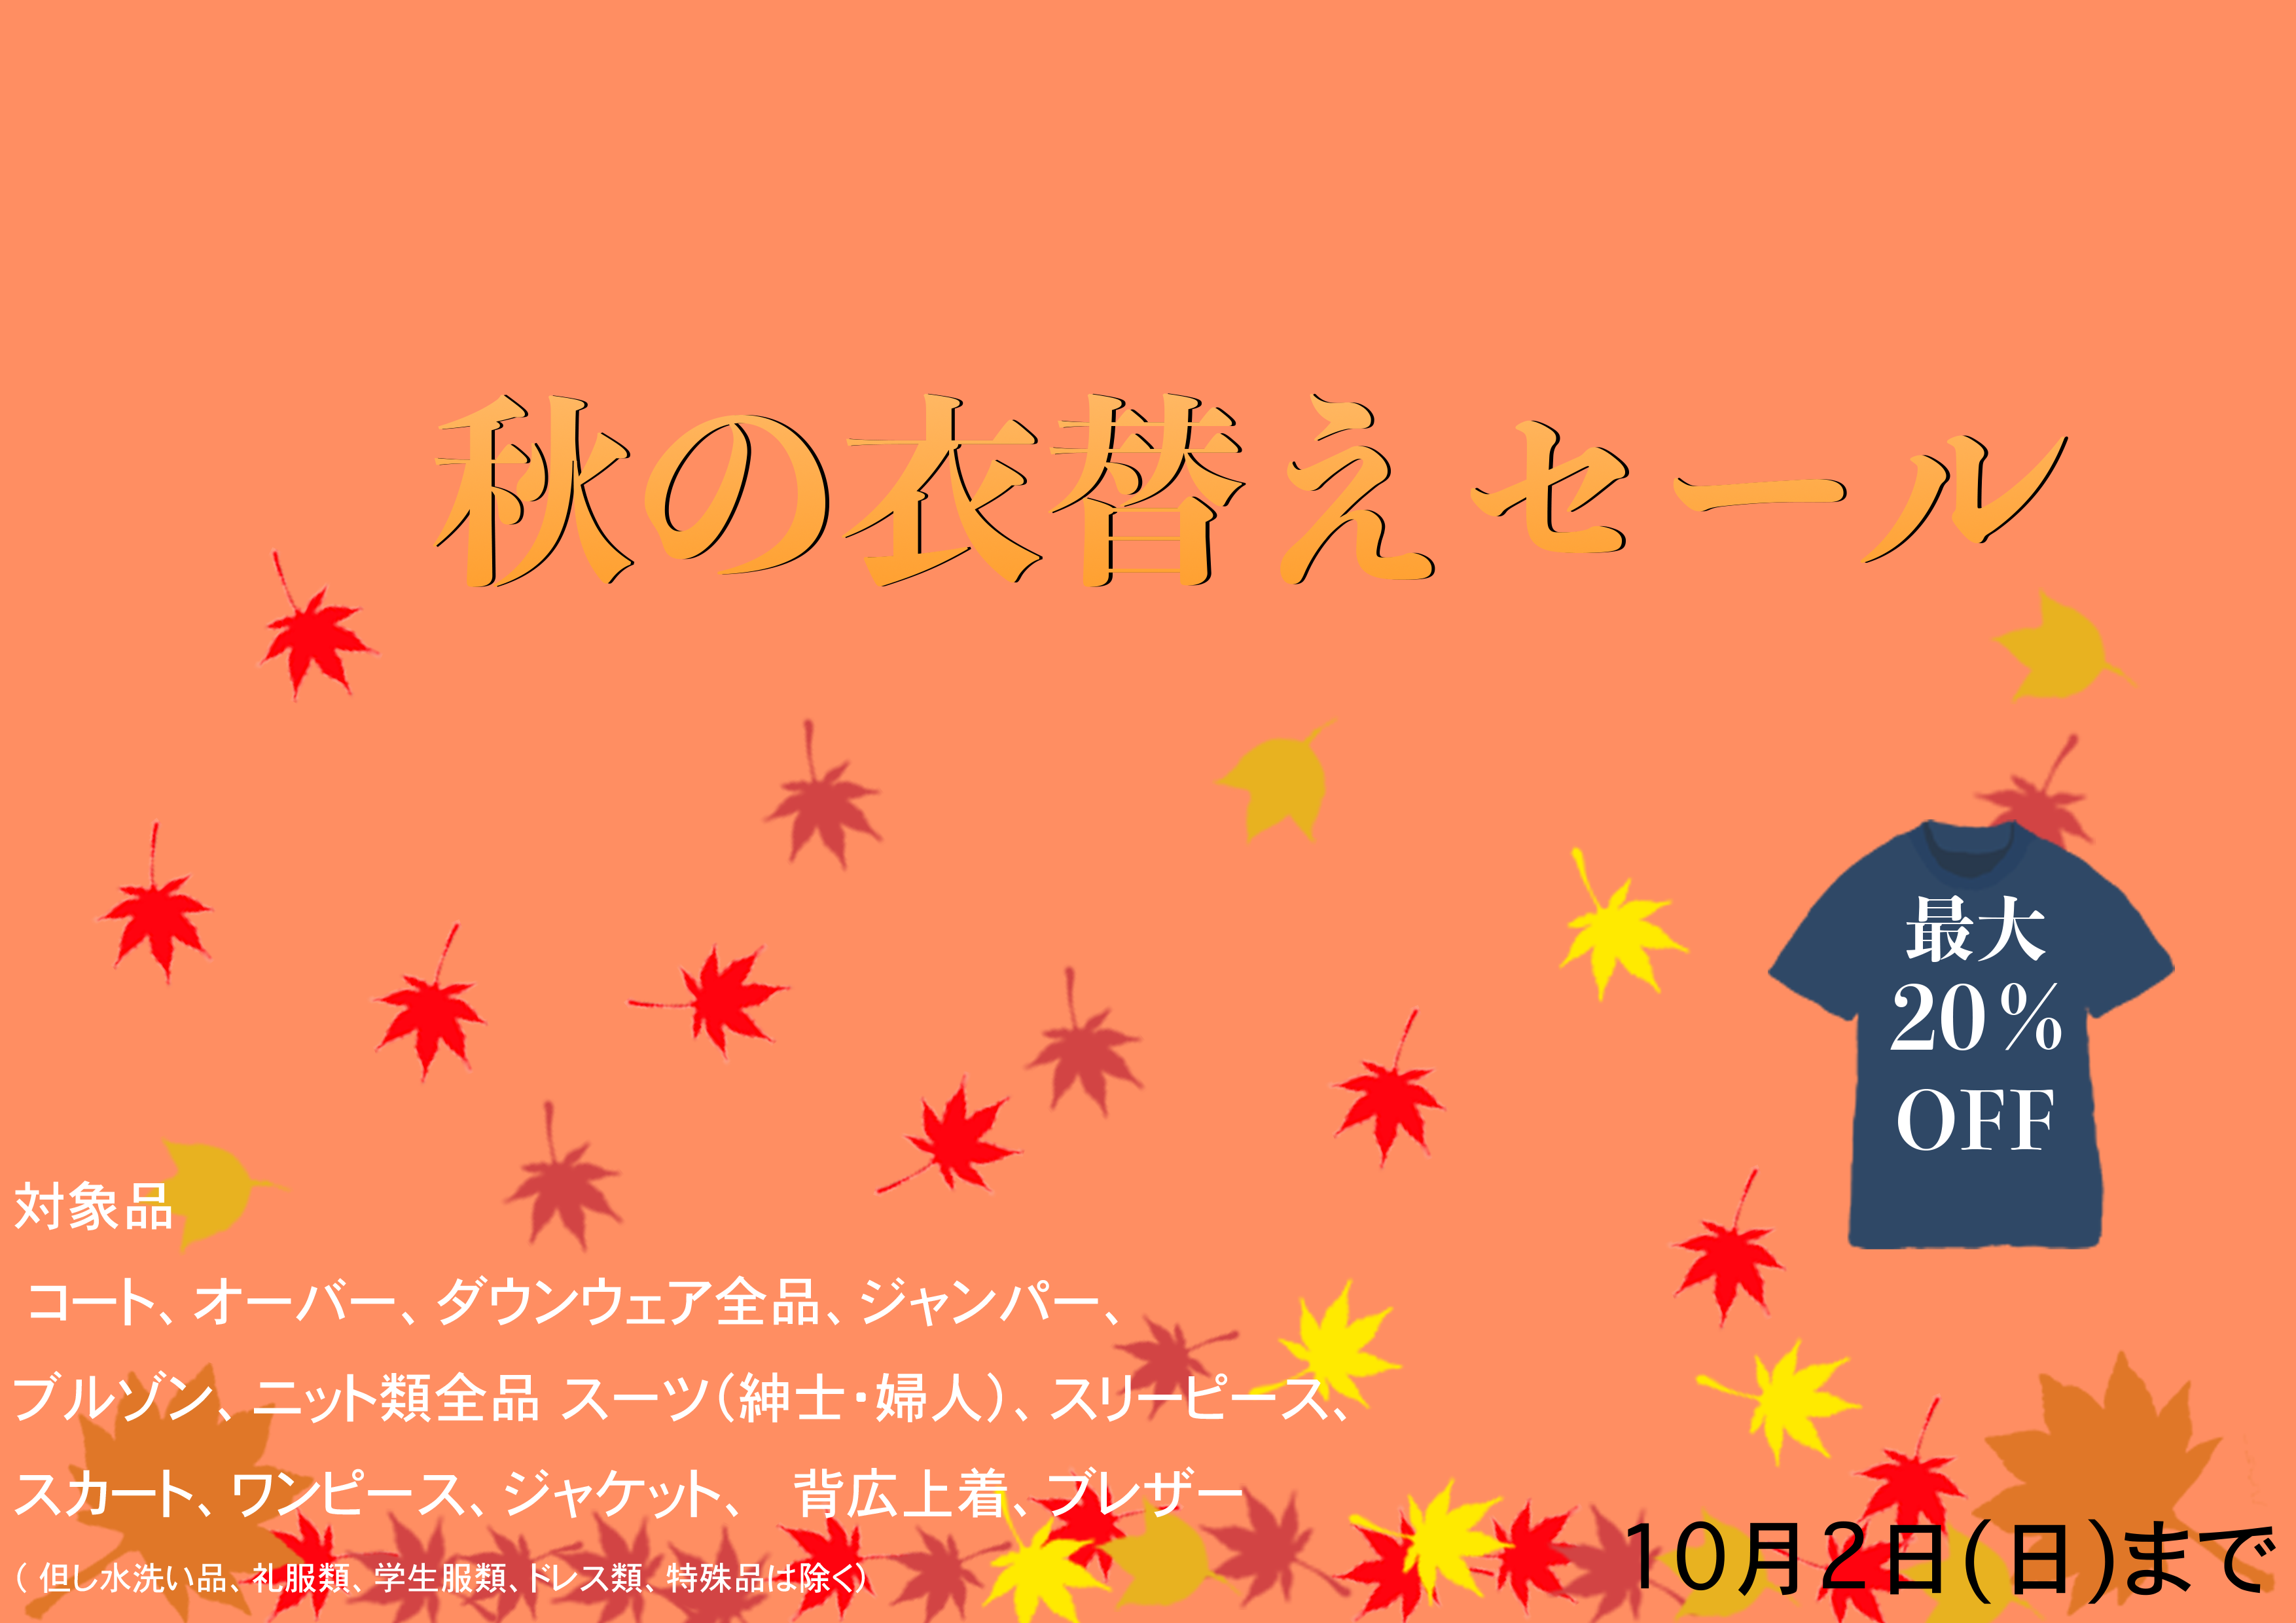 秋の衣替えセール
最大
20%
OFF
対象品
コート、オーバー、ダウンウェア全品、ジャンパー、
ブルゾン、ニット類全品 スーツ(紳士・婦人)、スリーピース、
スカート、ワンピース、ジャケット、 背広上着、ブレザー
( 但し水洗い品、礼服類、学生服類、ドレス類、特殊品は除く)
10月2日(日)まで